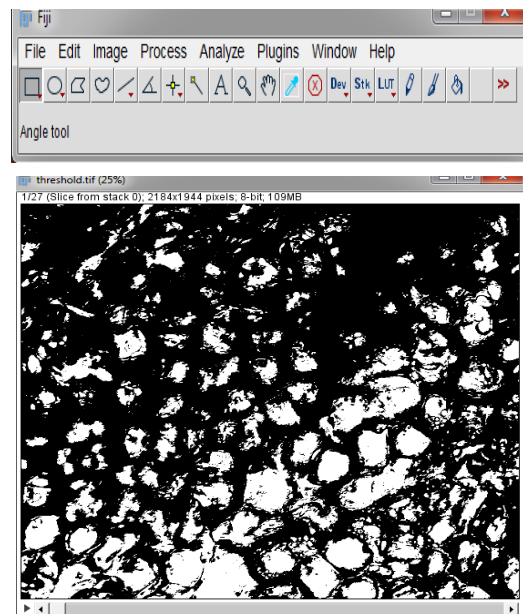 Fiji
File Edit Image Process Analyze Plugins Window Help
A Dev Stk LUT >>
Angle tool
threshold.tif (25%)
1/27 (Slice from stack 0); 2184x1944 pixels; 8-bit; 109MB